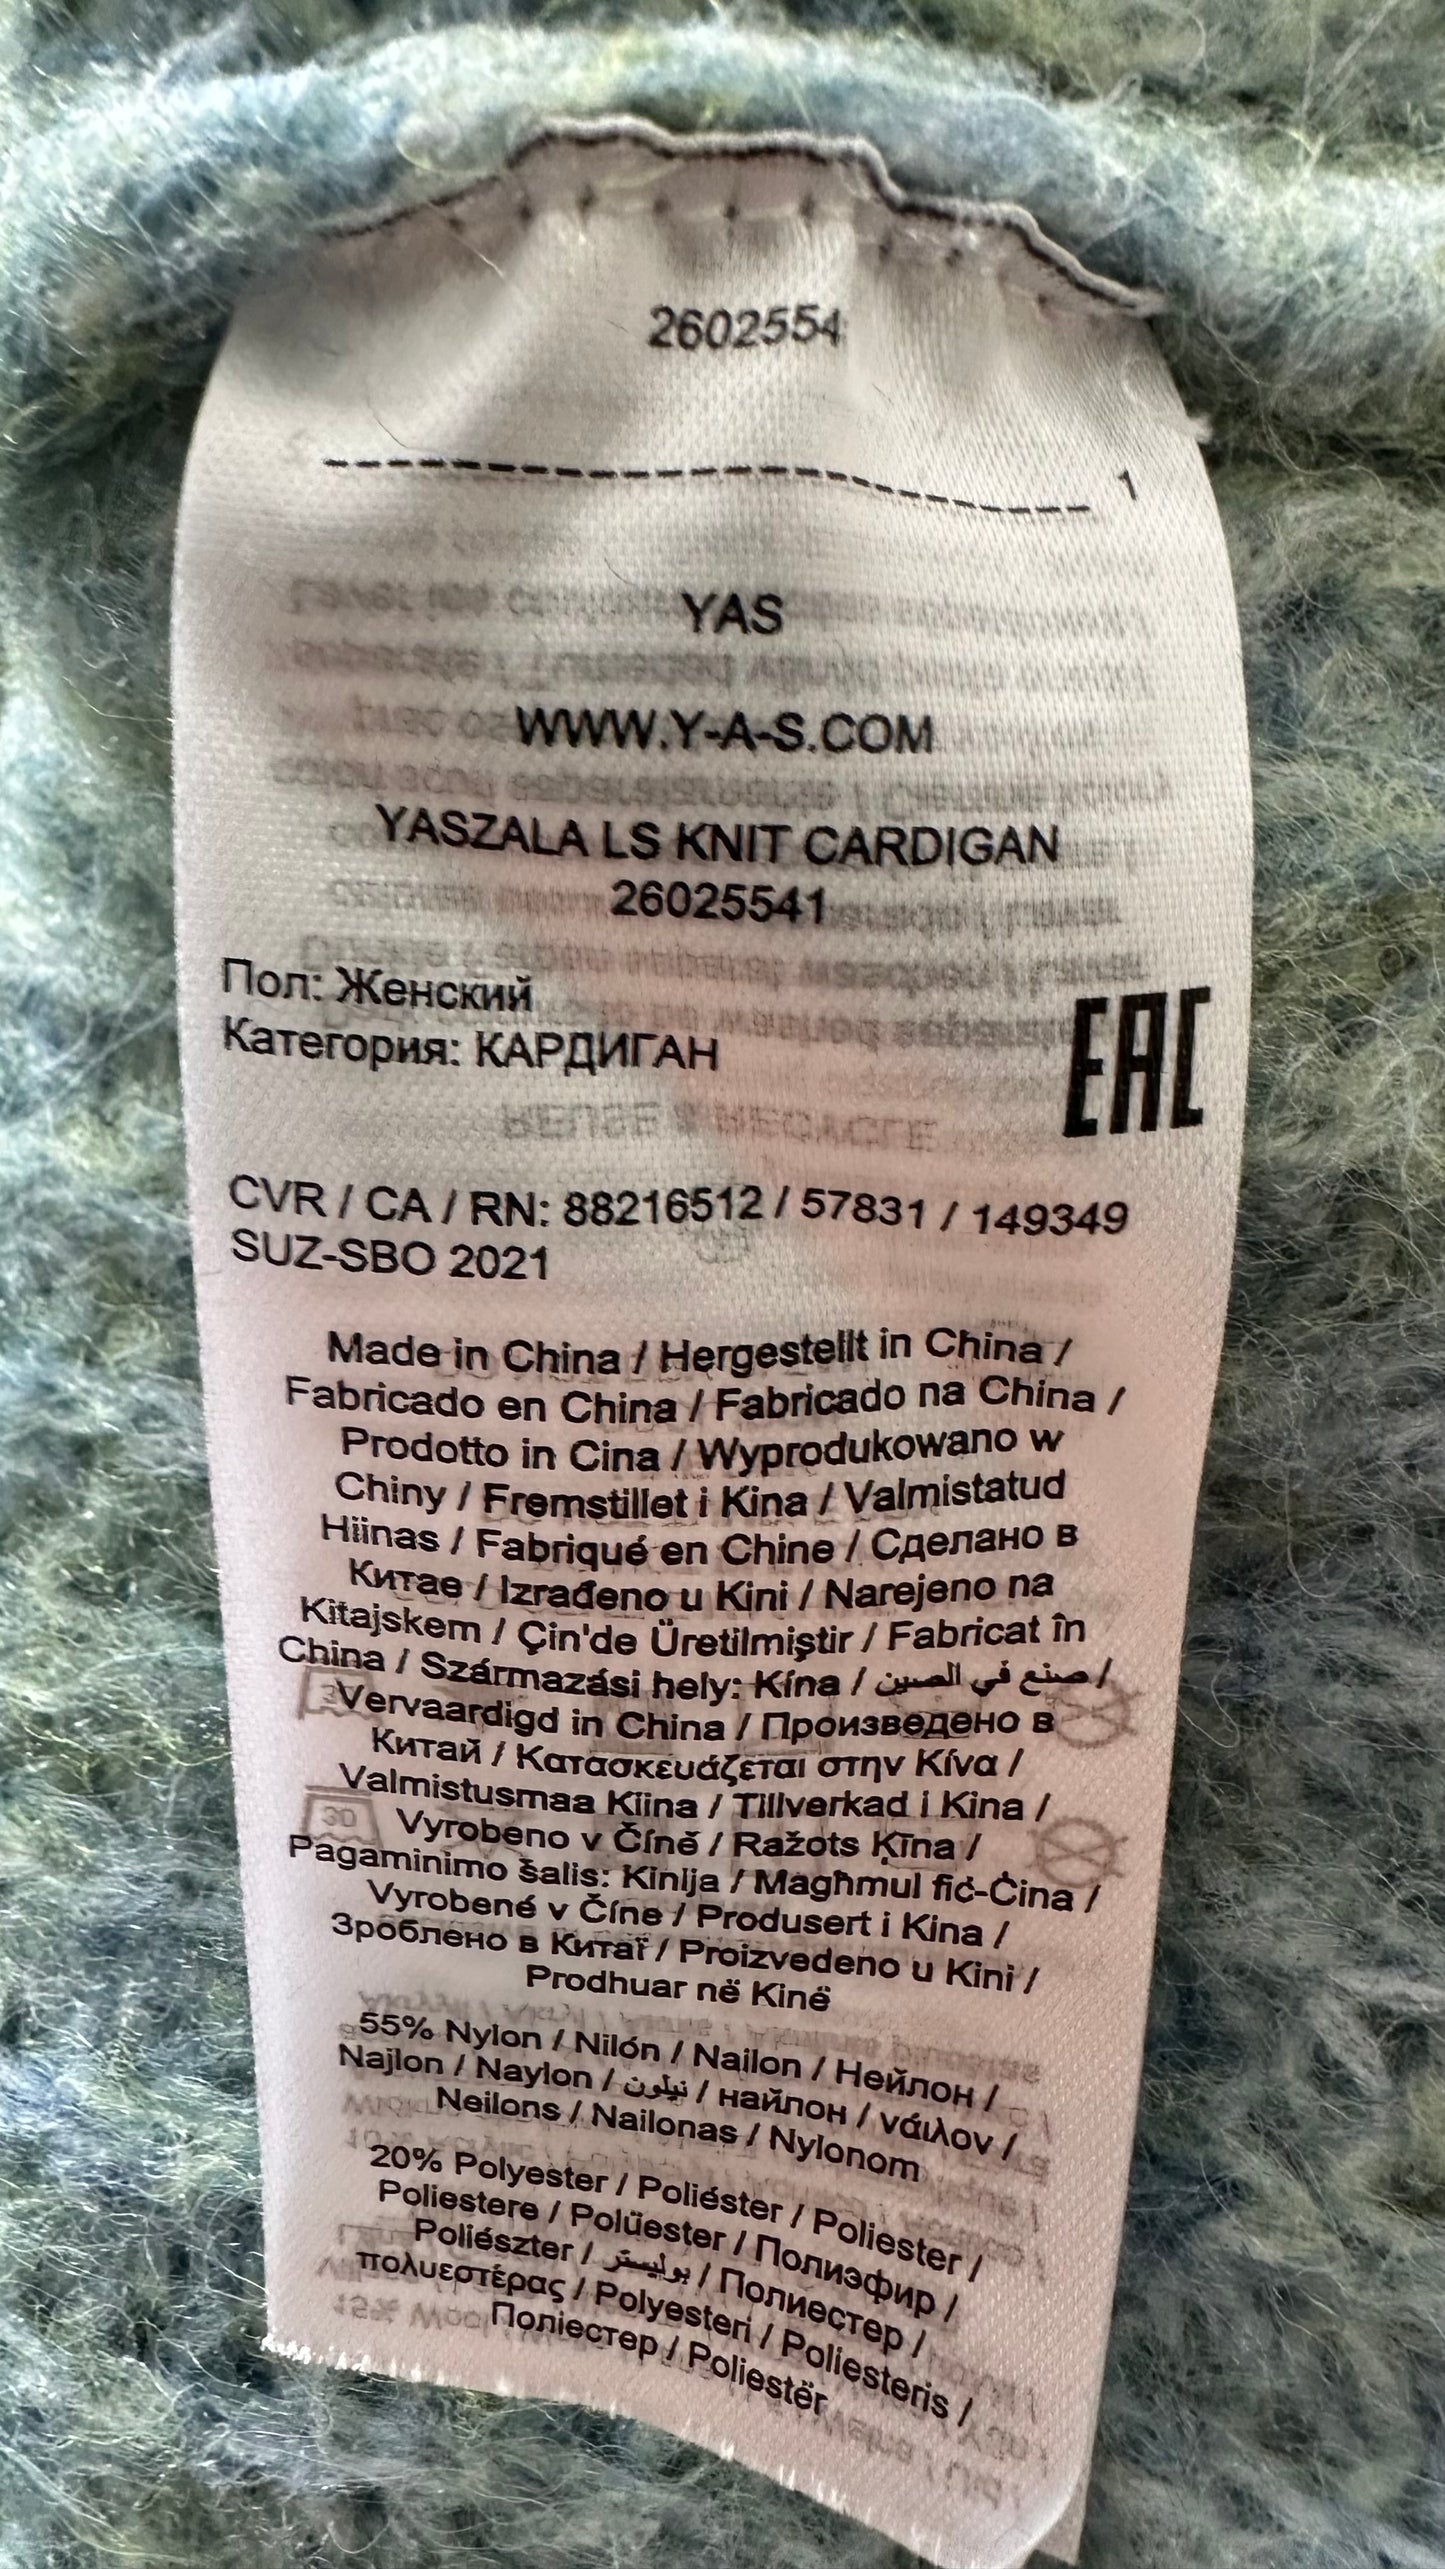 2602554
1
YAS
WWW.Y-A-S.COM
YASZALA LS KNIT CARDIGAN
26025541
Пол: Женский
Категория: КАРДИГАН
EAC
CVR / CA / RN: 88216512 / 57831 / 149349
SUZ-SBO 2021
Made in China / Hergestellt in China /
Fabricado en China / Fabricado na China /
Prodotto in Cina / Wyprodukowano w
Chiny / Fremstillet i Kina / Valmistatud
Hiinas / Fabriqué en Chine / Сделано в
Китае / Izrađeno u Kini / Narejeno na
Kitajskem / Çin'de Üretilmiştir / Fabricat în
China / Származási hely: Kína / صنع في الصين /
Vervaardigd in China / Произведено в
Китай / Κατασκευάζεται στην Κίνα /
Valmistusmaa Kiina / Tillverkad i Kina /
Vyrobeno v Číně / Ražots Ķīna /
Pagaminimo šalis: Kinija / Magħmul fiċ-Ċina /
Vyrobené v Číne / Produsert i Kina /
Зроблено в Китаї / Proizvedeno u Kini /
Prodhuar në Kinë
55% Nylon / Nilón / Nailon / Нейлон /
Najlon / Naylon / نيلون / найлон / νάιλον /
Neilons / Nailonas / Nylonom
20% Polyester / Poliéster / Poliester /
Poliestere / Polüester / Полиэфир /
Poliészter / بوليستر / Полиестер /
πολυεστέρας / Polyesteri / Poliesteris /
Поліестер / Poliestër
REUSE & RECYCLE